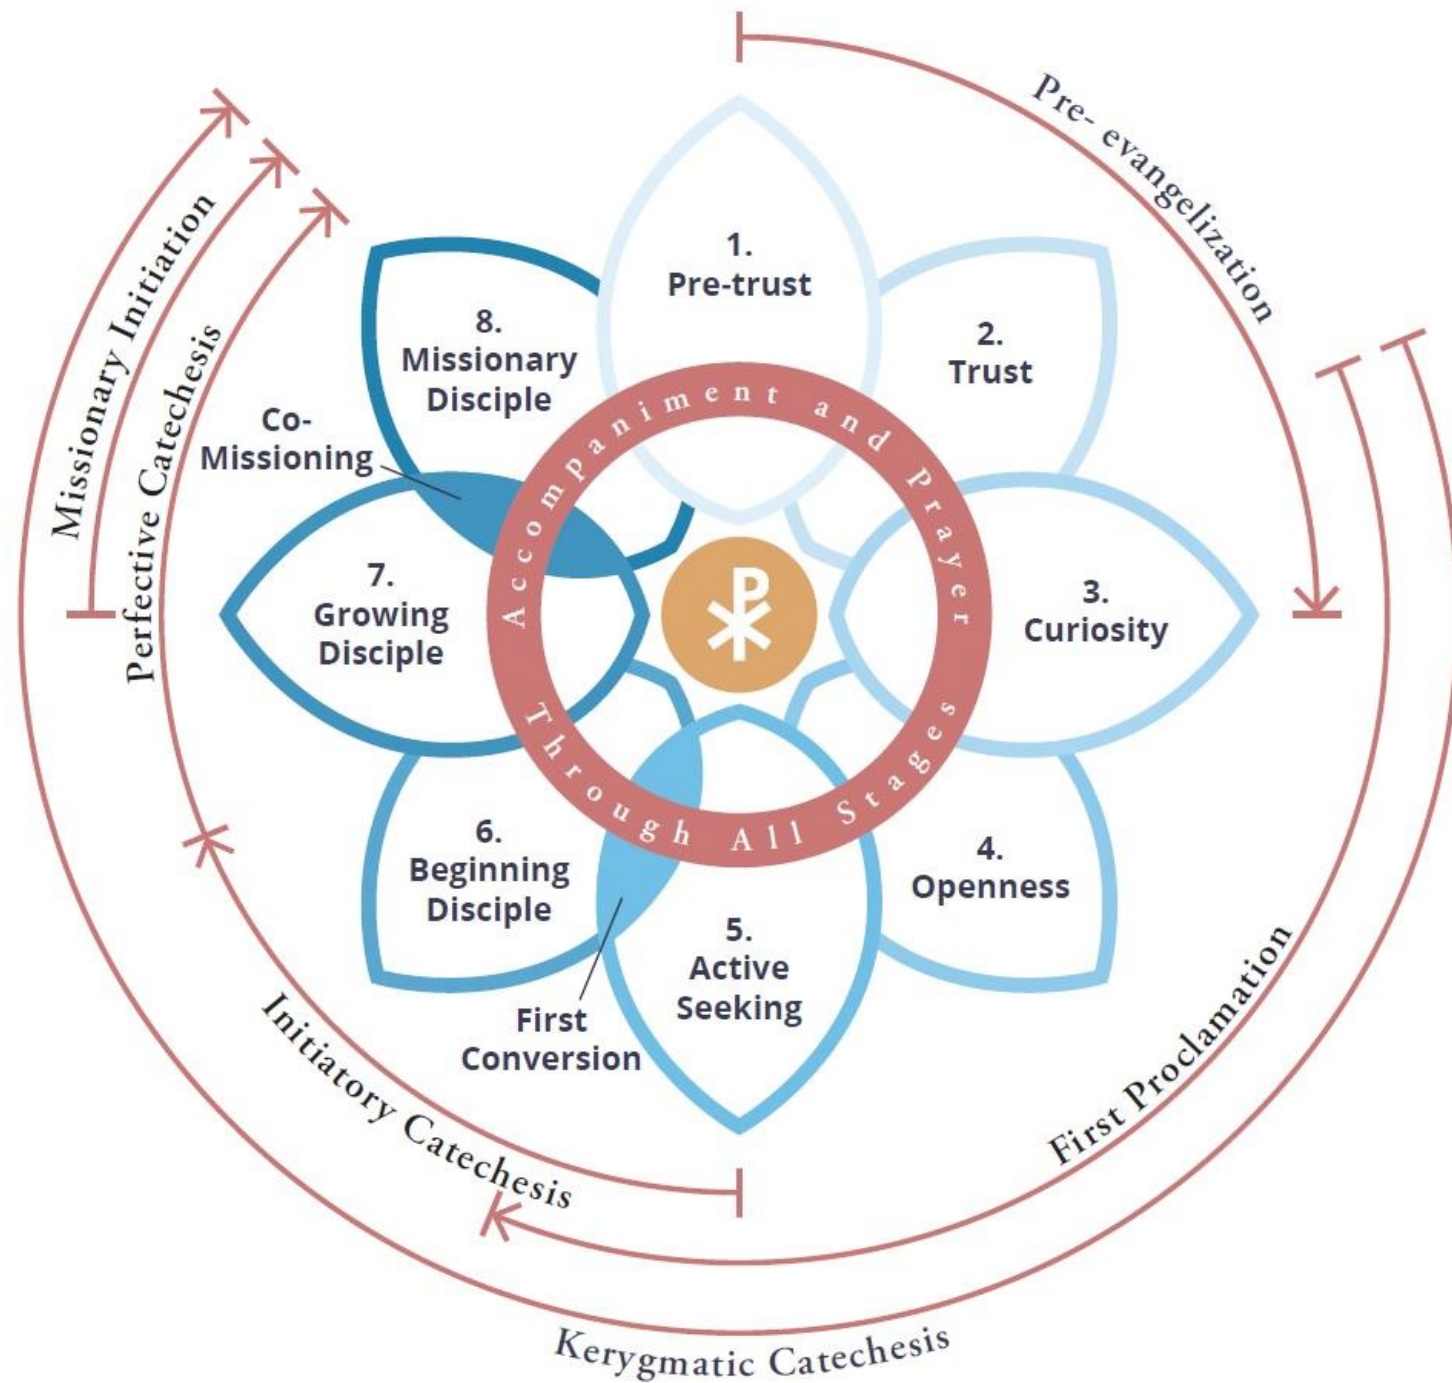 Pre- evangelization
1.
Pre-trust
2.
Trust
3.
Curiosity
4.
Openness
5.
Active
Seeking
First
Conversion
6.
Beginning
Disciple
7.
Growing
Disciple
Co-
Missioning
8.
Missionary
Disciple
Accompaniment and Prayer
Through All Stages
First Proclamation
Kerygmatic Catechesis
Initiatory Catechesis
Perfective Catechesis
Missionary Initiation